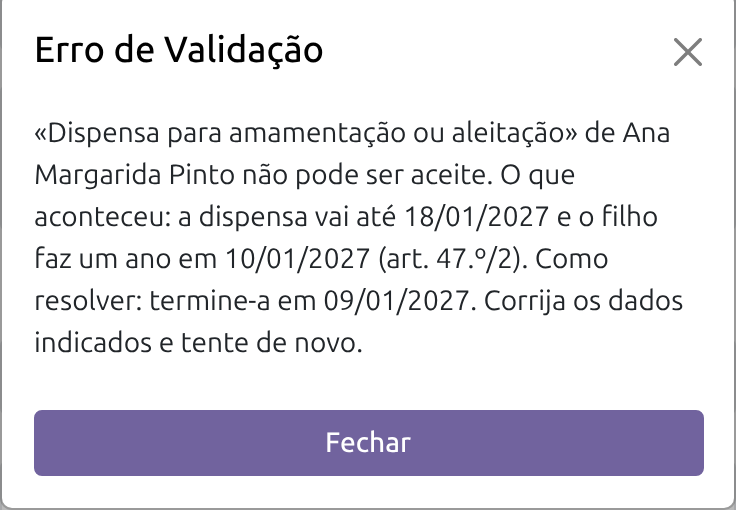 Erro de Validação
«Dispensa para amamentação ou aleitação» de Ana
Margarida Pinto não pode ser aceite. O que
aconteceu: a dispensa vai até 18/01/2027 e o filho
faz um ano em 10/01/2027 (art. 47.º/2). Como
resolver: termine-a em 09/01/2027. Corrija os dados
indicados e tente de novo.
Fechar